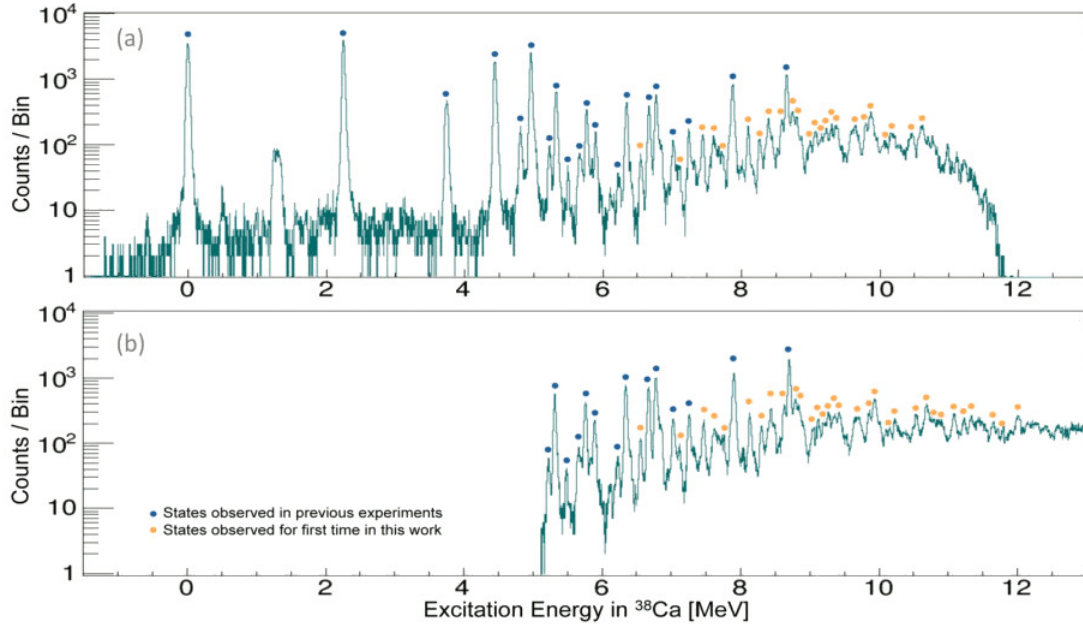 (a)
Counts / Bin
10⁴
10³
10²
10
1
0 2 4 6 8 10 12
(b)
Counts / Bin
10⁴
10³
10²
10
1
States observed in previous experiments
States observed for first time in this work
0 2 4 6 8 10 12
Excitation Energy in ³⁸Ca [MeV]